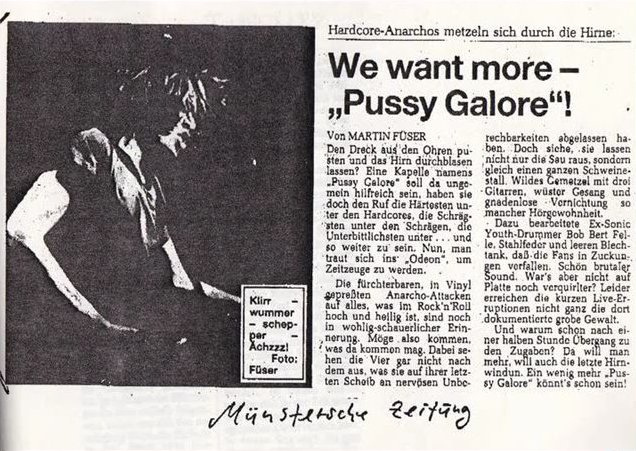 Hardcore-Anarchos metzeln sich durch die Hirne:
We want more –
„Pussy Galore“!
Von MARTIN FÜSER
Den Dreck aus den Ohren pu-
sten und das Hirn durchblasen
lassen? Eine Kapelle namens
"Pussy Galore" soll da unge-
mein hilfreich sein, haben sie
doch den Ruf die Härtesten un-
ter den Hardcores, die Schräg-
sten unter den Schrägen, die
Unterbittlichsten unter... und
so weiter zu sein. Nun, man
traut sich ins "Odeon", um
Zeitzeuge zu werden.
Die fürchterbaren, in Vinyl
gepreßten Anarcho-Attacken
auf alles, was im Rock'n'Roll
hoch und heilig ist, sind noch
in wohlig-schauerlicher Erin-
nerung. Möge also kommen,
was da kommen mag. Dabei se-
hen die Vier gar nicht nach
dem aus, was sie auf ihrer letz-
ten Scheib an nervösen Unbe-
rechbarkeiten abgelassen ha-
ben. Doch siehe, sie lassen
nicht nur die Sau raus, sondern
gleich einen ganzen Schweine-
stall. Wildes Gemetzel mit drei
Gitarren, wüster Gesang und
gnadenlose Vernichtung so
mancher Hörgewohnheit.
Dazu bearbeitete Ex-Sonic
Youth-Drummer Bob Bert Fel-
le, Stahlfeder und leeren Blech-
tank, daß die Fans in Zuckun-
gen verfallen. Schön brutaler
Sound. War's aber nicht auf
Platte noch verquirlter? Leider
erreichen die kurzen Live-Er-
ruptionen nicht ganz die dort
dokumentierte grobe Gewalt.
Und warum schon nach ei-
ner halben Stunde Übergang zu
den Zugaben? Da will man
mehr, will auch die letzte Hirn-
windun. Ein wenig mehr "Pus-
sy Galore" könnt's schon sein!
Klirr –
wummer
– schep-
per –
Ächzzz!
Foto:
Füser
Münstersche Zeitung